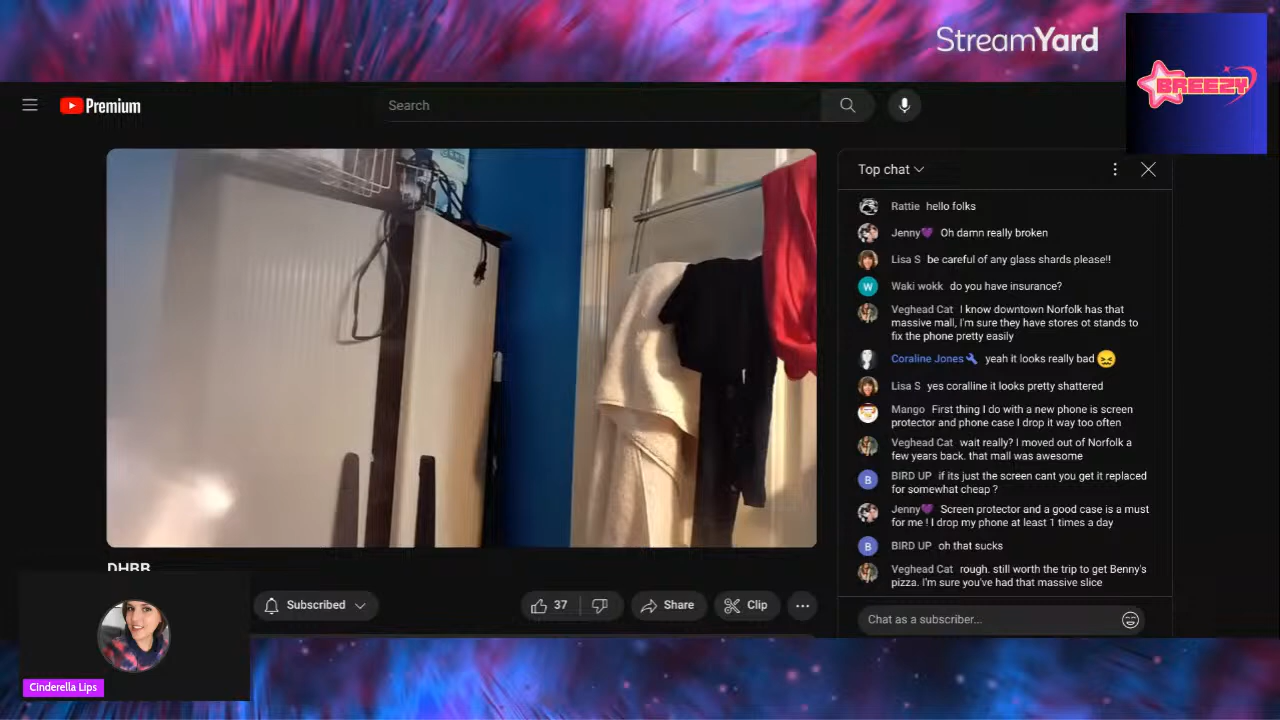 StreamYard
BREEZY
Premium
Search
Top chat
Rattie hello folks
Jenny💜 Oh damn really broken
Lisa S be careful of any glass shards please!!
W
Waki wokk do you have insurance?
Veghead Cat I know downtown Norfolk has that
massive mall, I'm sure they have stores ot stands to
fix the phone pretty easily
Coraline Jones🔧 yeah it looks really bad😖
Lisa S yes coralline it looks pretty shattered
Mango First thing I do with a new phone is screen
protector and phone case I drop it way too often
Veghead Cat wait really? I moved out of Norfolk a
few years back. that mall was awesome
B
BIRD UP if its just the screen cant you get it replaced
for somewhat cheap ?
Jenny💜 Screen protector and a good case is a must
for me ! I drop my phone at least 1 times a day
B
BIRD UP oh that sucks
Veghead Cat rough. still worth the trip to get Benny's
pizza. I'm sure you've had that massive slice
Chat as a subscriber...
Subscribed
37
Share
Clip
Cinderella Lips